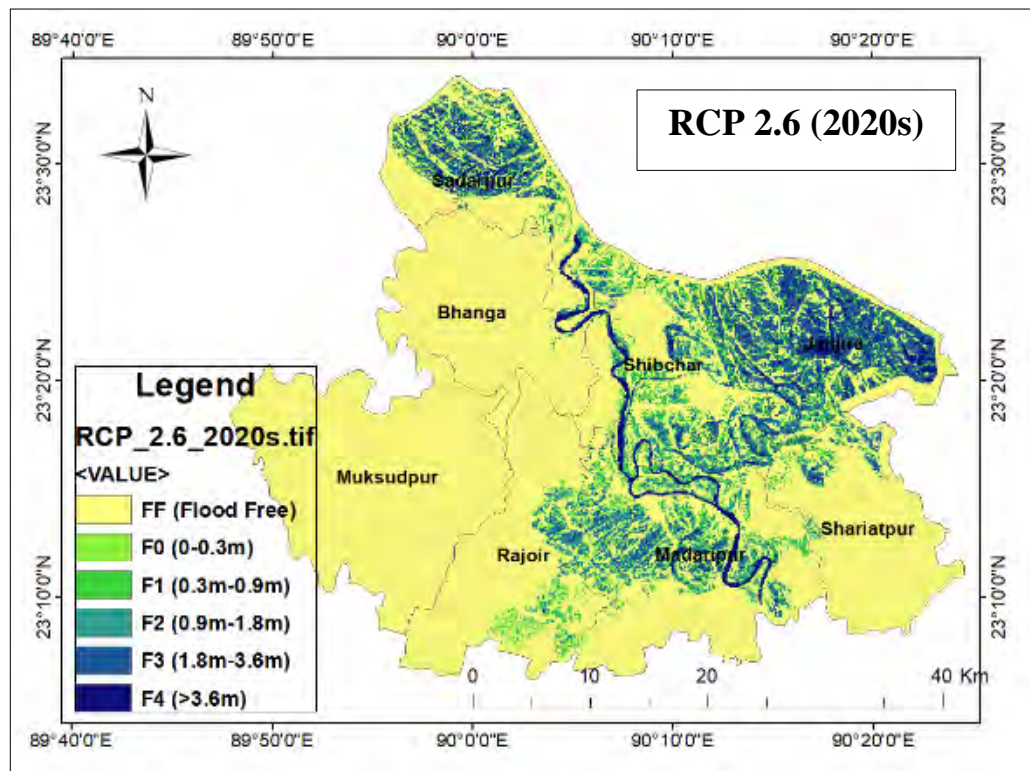 89°40'0"E 89°50'0"E 90°0'0"E 90°10'0"E 90°20'0"E
N
RCP 2.6 (2020s)
23°30'0"N
23°30'0"N
Sadarpur
Bhanga
Shibchar
Janjira
23°20'0"N
23°20'0"N
Legend
RCP_2.6_2020s.tif
<VALUE>
FF (Flood Free)
F0 (0-0.3m)
F1 (0.3m-0.9m)
F2 (0.9m-1.8m)
F3 (1.8m-3.6m)
F4 (>3.6m)
Muksudpur
Shariatpur
Rajoir
Madaripur
23°10'0"N
23°10'0"N
0 10 20 40 Km
89°40'0"E 89°50'0"E 90°0'0"E 90°10'0"E 90°20'0"E